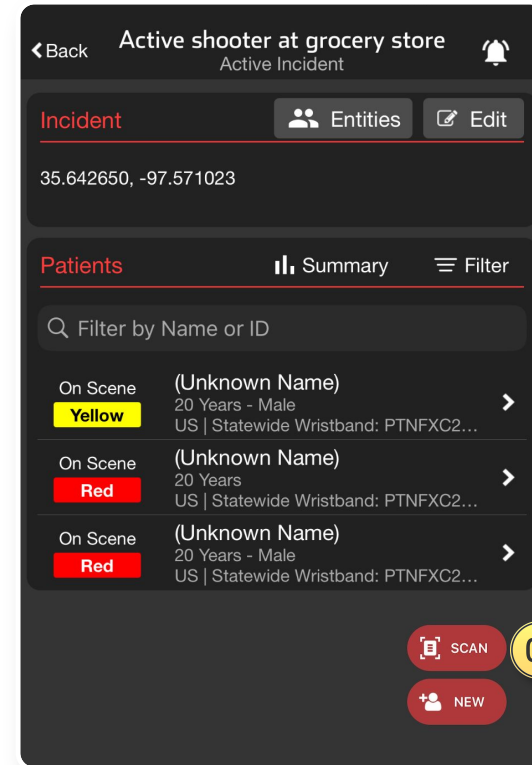 Back
Active shooter at grocery store
Active Incident
Incident
Entities
Edit
35.642650, -97.571023
Patients
Summary
Filter
Filter by Name or ID
On Scene
Yellow
(Unknown Name)
20 Years - Male
US | Statewide Wristband: PTNFXC2...
On Scene
Red
(Unknown Name)
20 Years
US | Statewide Wristband: PTNFXC2...
On Scene
Red
(Unknown Name)
20 Years - Male
US | Statewide Wristband: PTNFXC2...
SCAN
NEW